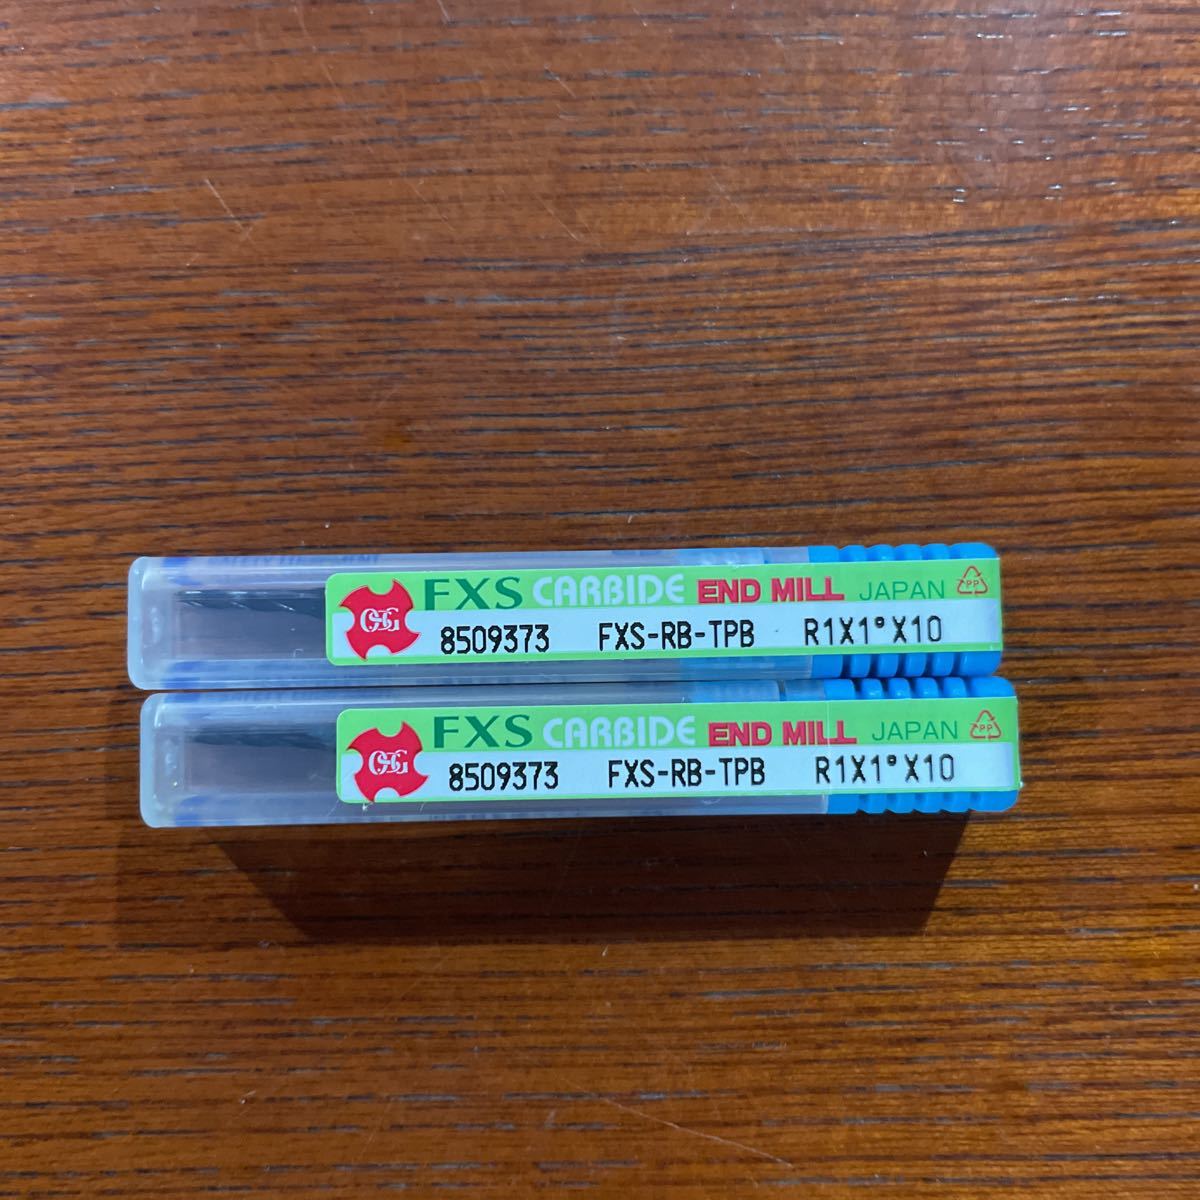 OSG FXS CARBIDE END MILL JAPAN PP
8509373 FXS-RB-TPB R1X1°X10
OSG FXS CARBIDE END MILL JAPAN PP
8509373 FXS-RB-TPB R1X1°X10